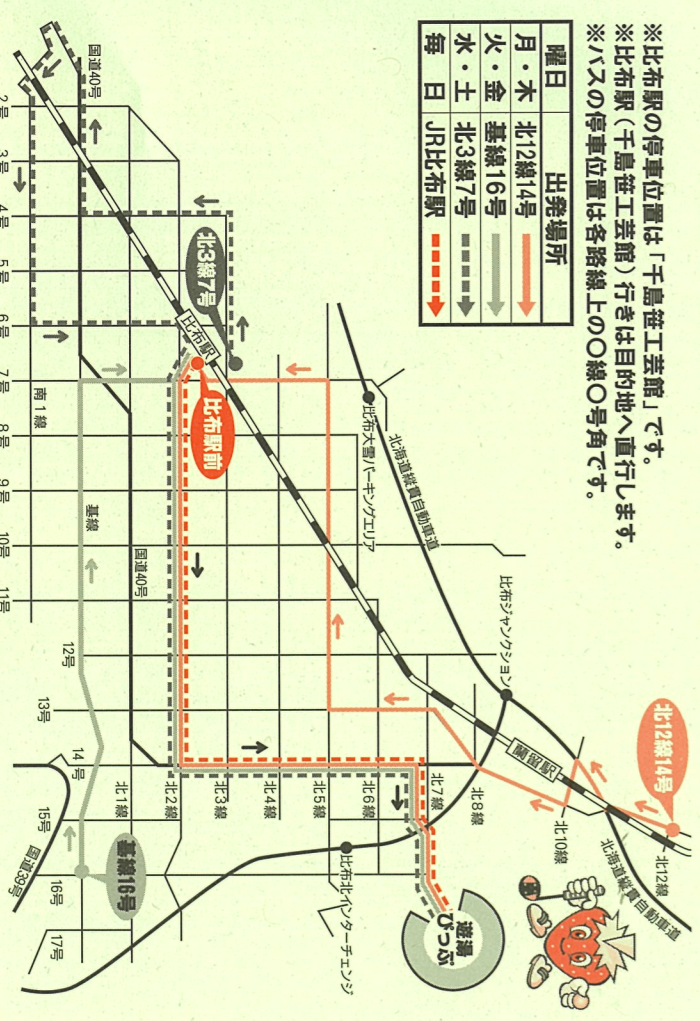 ※比布駅の停車位置は「千島笹工芸館」です。
※比布駅(千島笹工芸館)行きは目的地へ直行します。
※バスの停車位置は各路線上の〇線〇号角です。
曜日 出発場所
月・木 北12線14号
火・金 基線16号
水・土 北3線7号
毎日 JR比布駅
北12線14号
北12線
北海道縦貫自動車道
蘭留駅
北10線
比布ジャンクション
北8線
北7線
北6線
北5線
北4線
北3線
北2線
北1線
北海道縦貫自動車道
比布大雪パーキングエリア
遊湯ぴっぷ
比布北インターチェンジ
北3線7号
比布駅
比布駅前
国道40号
国道40号
基線
南1線
基線16号
国道39号
2号
3号
4号
5号
6号
7号
8号
9号
10号
11号
12号
13号
14号
15号
16号
17号